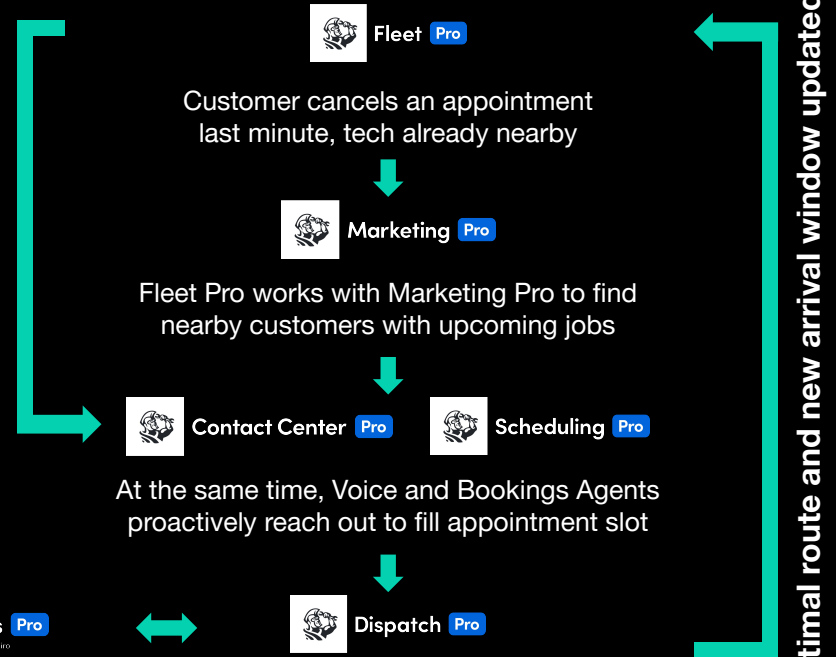 Fleet Pro
Customer cancels an appointment
last minute, tech already nearby
Marketing Pro
Fleet Pro works with Marketing Pro to find
nearby customers with upcoming jobs
Contact Center Pro
Scheduling Pro
At the same time, Voice and Bookings Agents
proactively reach out to fill appointment slot
Pro
Dispatch Pro
route and new arrival window updated